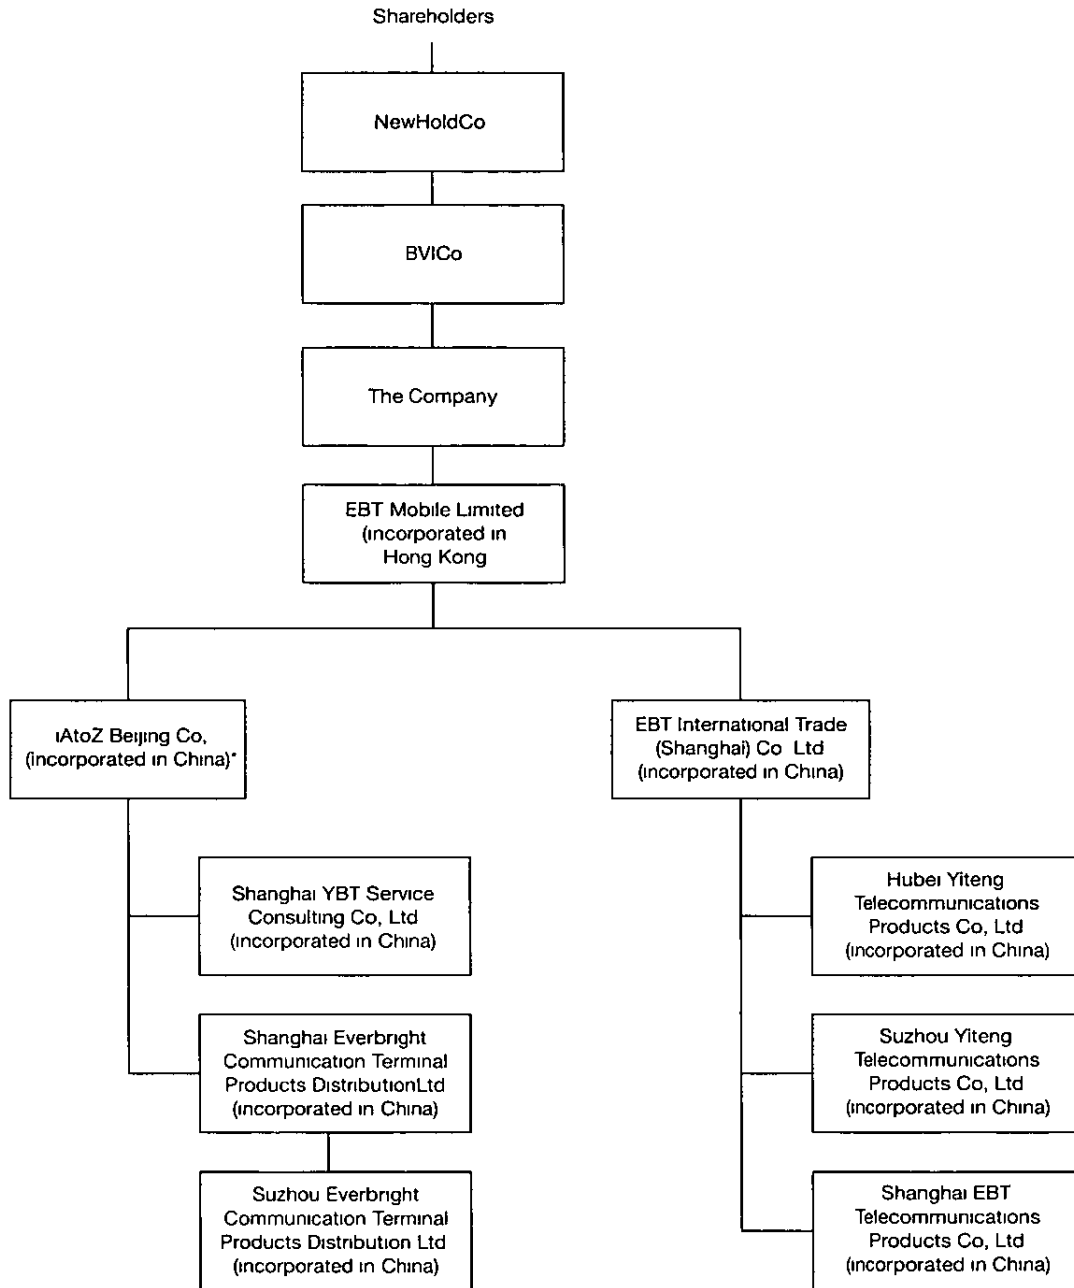 Shareholders
NewHoldCo
BVICo
The Company
EBT Mobile Limited
(incorporated in
Hong Kong
iAtoZ Beijing Co,
(incorporated in China)*
EBT International Trade
(Shanghai) Co Ltd
(incorporated in China)
Shanghai YBT Service
Consulting Co, Ltd
(incorporated in China)
Hubei Yiteng
Telecommunications
Products Co, Ltd
(incorporated in China)
Shanghai Everbright
Communication Terminal
Products DistributionLtd
(incorporated in China)
Suzhou Yiteng
Telecommunications
Products Co, Ltd
(incorporated in China)
Suzhou Everbright
Communication Terminal
Products Distribution Ltd
(incorporated in China)
Shanghai EBT
Telecommunications
Products Co, Ltd
(incorporated in China)